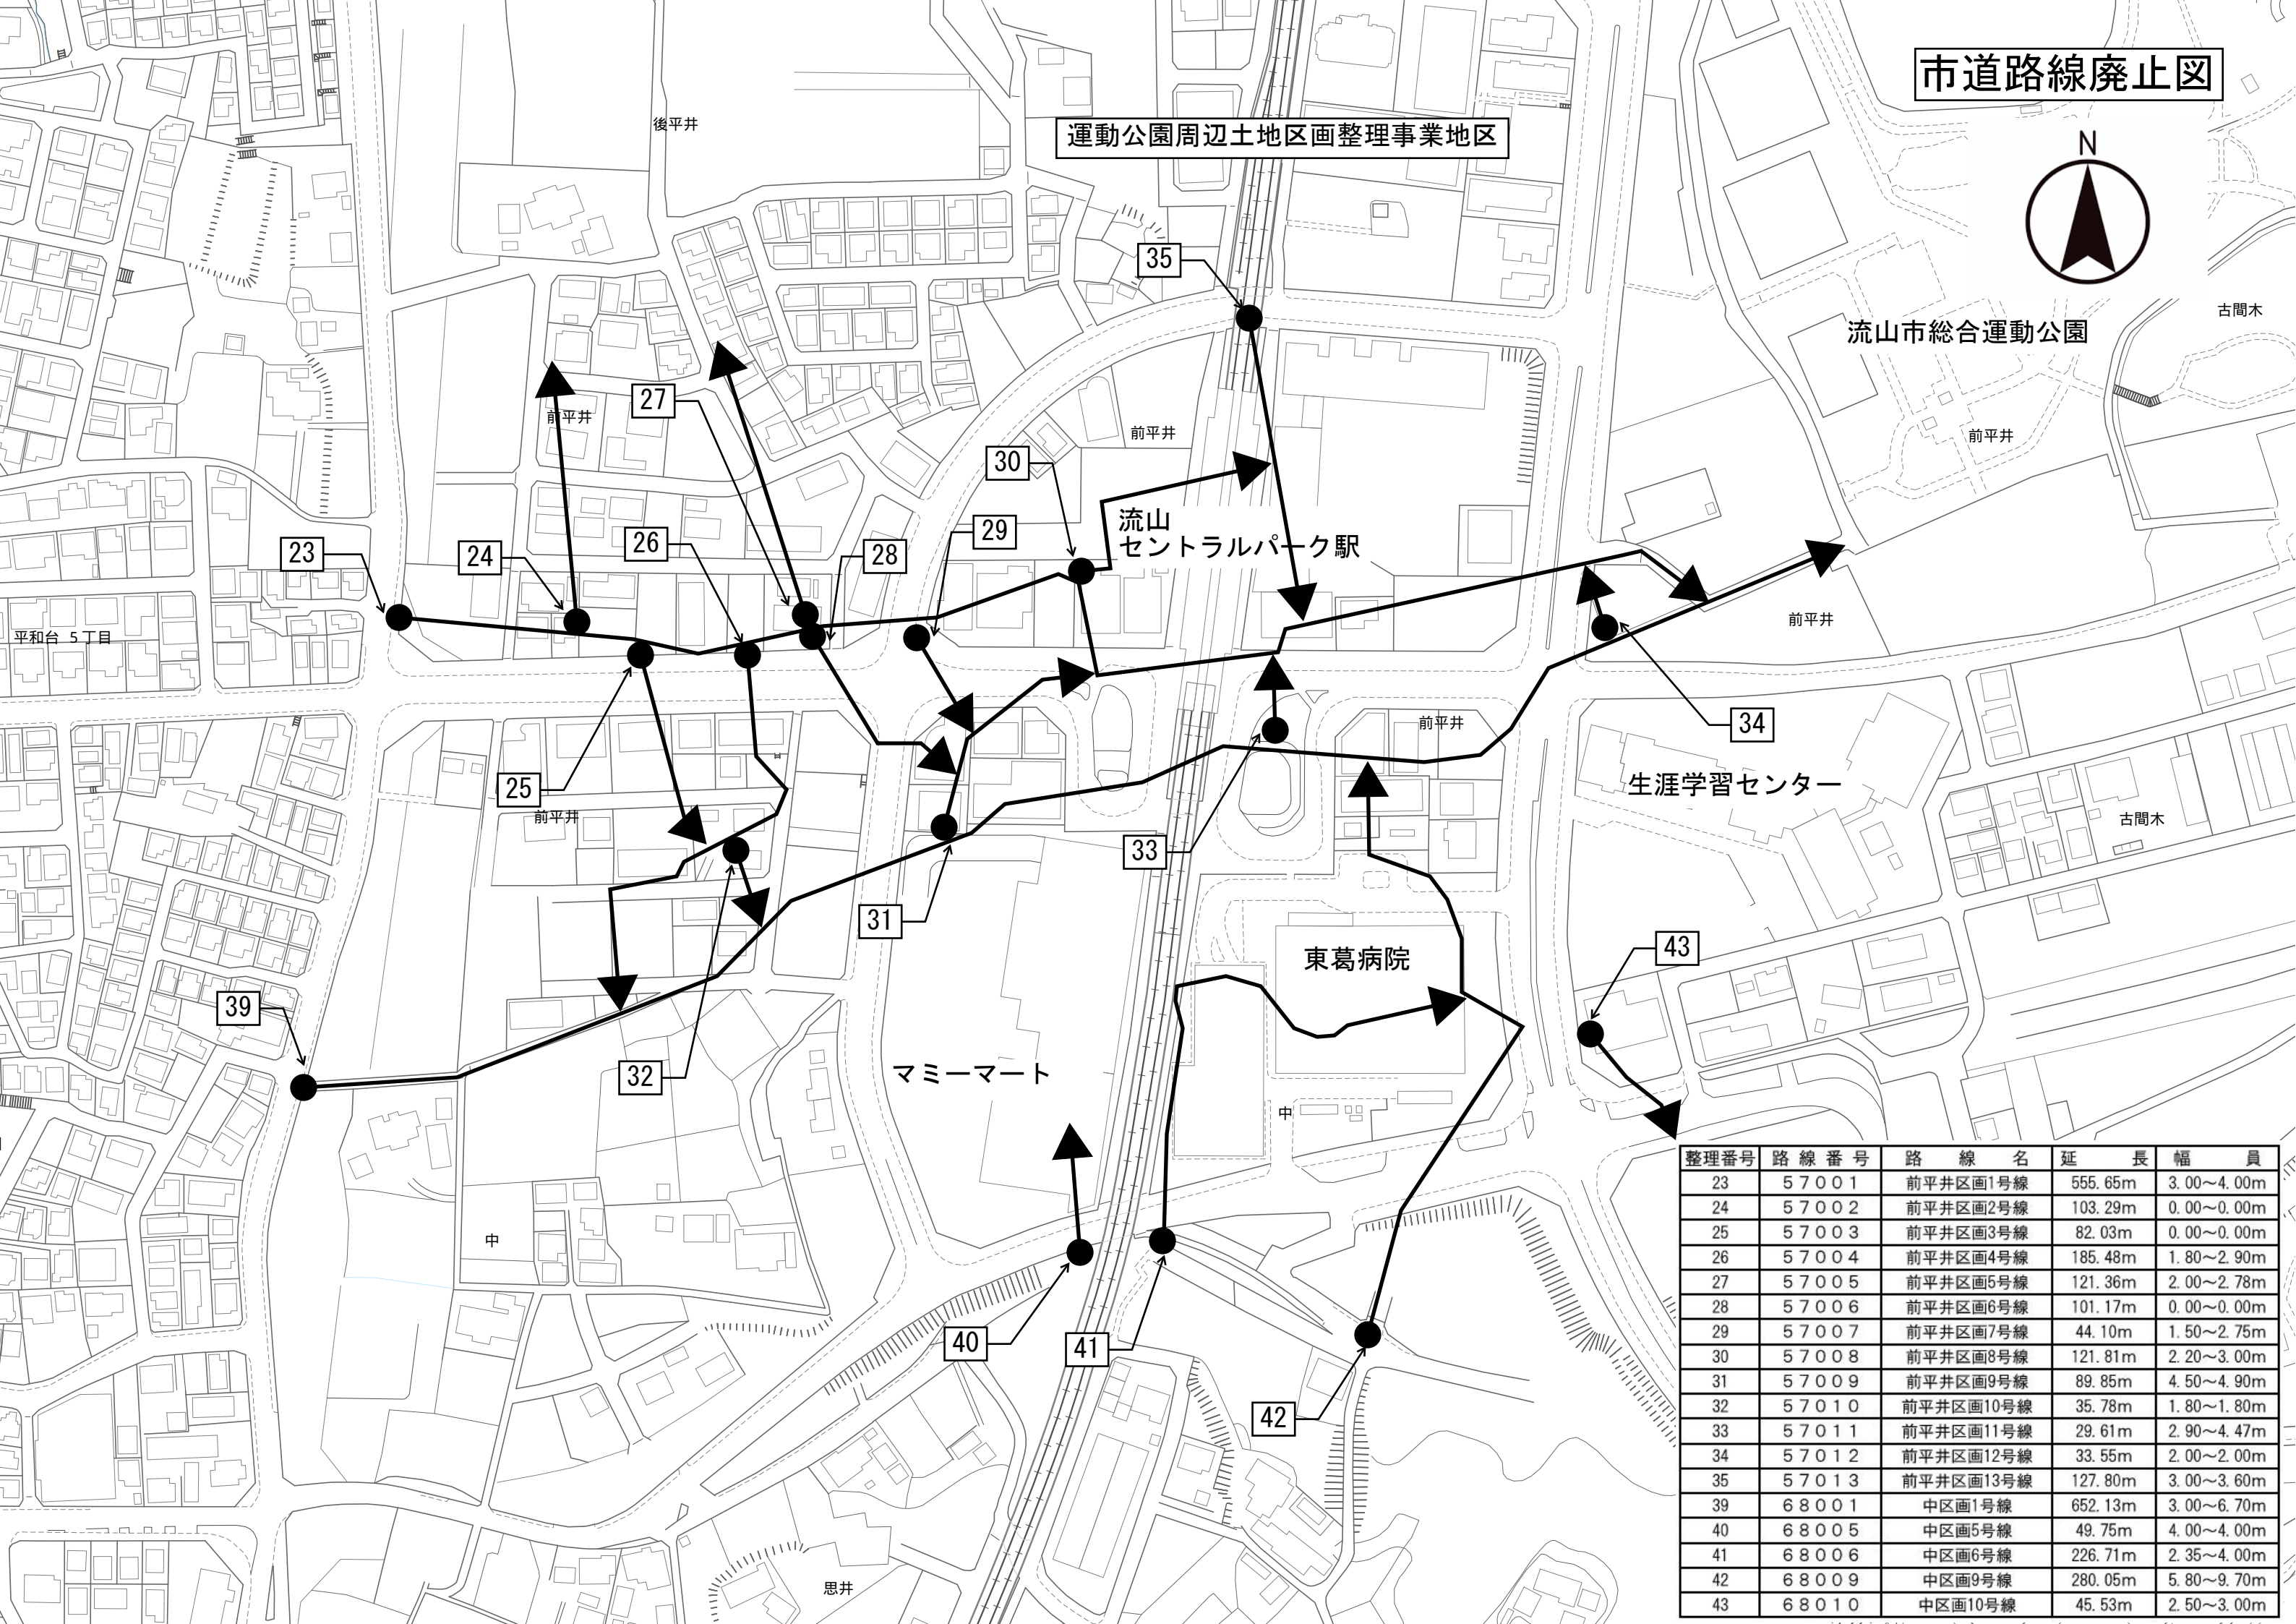 市道路線廃止図
N
後平井
運動公園周辺土地区画整理事業地区
35
古間木
流山市総合運動公園
27
前平井
前平井
前平井
30
流山
セントラルパーク駅
29
28
26
24
23
前平井
平和台 5丁目
34
前平井
25
前平井
生涯学習センター
古間木
33
31
32
39
東葛病院
43
マミーマート
中
中
40
41
42
思井
整理番号 路線番号 路線名 延長 幅員
23 57001 前平井区画1号線 555.65m 3.00～4.00m
24 57002 前平井区画2号線 103.29m 0.00～0.00m
25 57003 前平井区画3号線 82.03m 0.00～0.00m
26 57004 前平井区画4号線 185.48m 1.80～2.90m
27 57005 前平井区画5号線 121.36m 2.00～2.78m
28 57006 前平井区画6号線 101.17m 0.00～0.00m
29 57007 前平井区画7号線 44.10m 1.50～2.75m
30 57008 前平井区画8号線 121.81m 2.20～3.00m
31 57009 前平井区画9号線 89.85m 4.50～4.90m
32 57010 前平井区画10号線 35.78m 1.80～1.80m
33 57011 前平井区画11号線 29.61m 2.90～4.47m
34 57012 前平井区画12号線 33.55m 2.00～2.00m
35 57013 前平井区画13号線 127.80m 3.00～3.60m
39 68001 中区画1号線 652.13m 3.00～6.70m
40 68005 中区画5号線 49.75m 4.00～4.00m
41 68006 中区画6号線 226.71m 2.35～4.00m
42 68009 中区画9号線 280.05m 5.80～9.70m
43 68010 中区画10号線 45.53m 2.50～3.00m